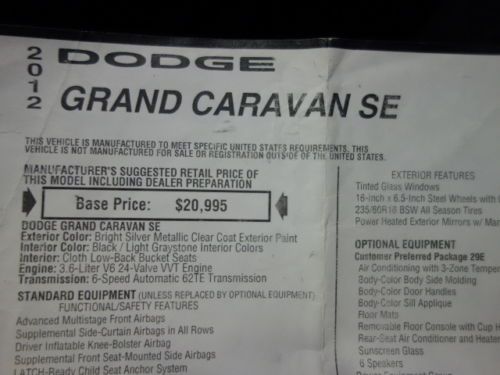 2012 DODGE
GRAND CARAVAN SE
THIS VEHICLE IS MANUFACTURED TO MEET SPECIFIC UNITED STATES REQUIREMENTS. THIS
VEHICLE IS NOT MANUFACTURED FOR SALE OR REGISTRATION OUTSIDE OF THE UNITED STATES.
MANUFACTURER'S SUGGESTED RETAIL PRICE OF
THIS MODEL INCLUDING DEALER PREPARATION
Base Price: $20,995
DODGE GRAND CARAVAN SE
Exterior Color: Bright Silver Metallic Clear Coat Exterior Paint
Interior Color: Black / Light Graystone Interior Colors
Interior: Cloth Low-Back Bucket Seats
Engine: 3.6-Liter V6 24-Valve VVT Engine
Transmission: 6-Speed Automatic 62TE Transmission
STANDARD EQUIPMENT (UNLESS REPLACED BY OPTIONAL EQUIPMENT)
FUNCTIONAL/SAFETY FEATURES
Advanced Multistage Front Airbags
Supplemental Side-Curtain Airbags in All Rows
Driver Inflatable Knee-Bolster Airbag
Supplemental Front Seat-Mounted Side Airbags
LATCH-Ready Child Seat Anchor System
EXTERIOR FEATURES
Tinted Glass Windows
16-Inch x 6.5-Inch Steel Wheels with
235/60R16 BSW All Season Tires
Power Heated Exterior Mirrors w/ Man
OPTIONAL EQUIPMENT
Customer Preferred Package 29E
Air Conditioning with 3-Zone Temper
Body-Color Body Side Molding
Body-Color Door Handles
Body-Color Sill Applique
Floor Mats
Removable Floor Console with Cup H
Rear-Seat Air Conditioner and Heater
Sunscreen Glass
6 Speakers